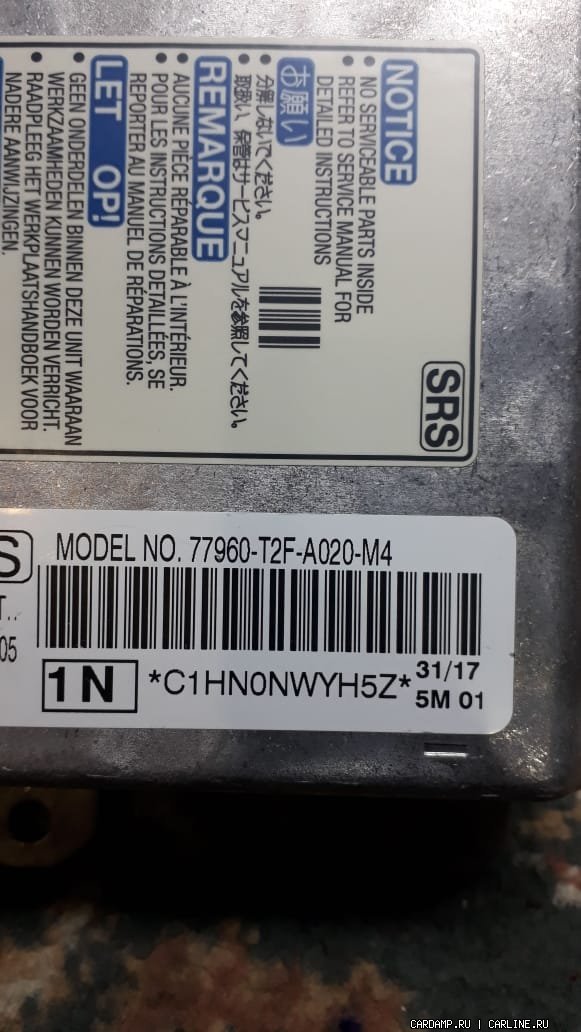 NOTICE
• NO SERVICEABLE PARTS INSIDE
• REFER TO SERVICE MANUAL FOR
DETAILED INSTRUCTIONS
お願い
• 分解しないでください。
• 取扱い、保管はサービスマニュアルを参照してください。
REMARQUE
• AUCUNE PIÈCE RÉPARABLE À L'INTÉRIEUR.
• POUR LES INSTRUCTIONS DÉTAILLÉES, SE
REPORTER AU MANUEL DE RÉPARATIONS.
LET OP!
• GEEN ONDERDELEN BINNEN DEZE UNIT WAARAAN
WERKZAAMHEDEN KUNNEN WORDEN VERRICHT.
• RAADPLEEG HET WERKPLAATSHANDBOEK VOOR
NADERE AANWIJZINGEN.
SRS
S
MODEL NO. 77960-T2F-A020-M4
T..
05
1N
*C1HN0NWYH5Z*
31/17
5M 01
CARDAMP.RU | CARLINE.RU